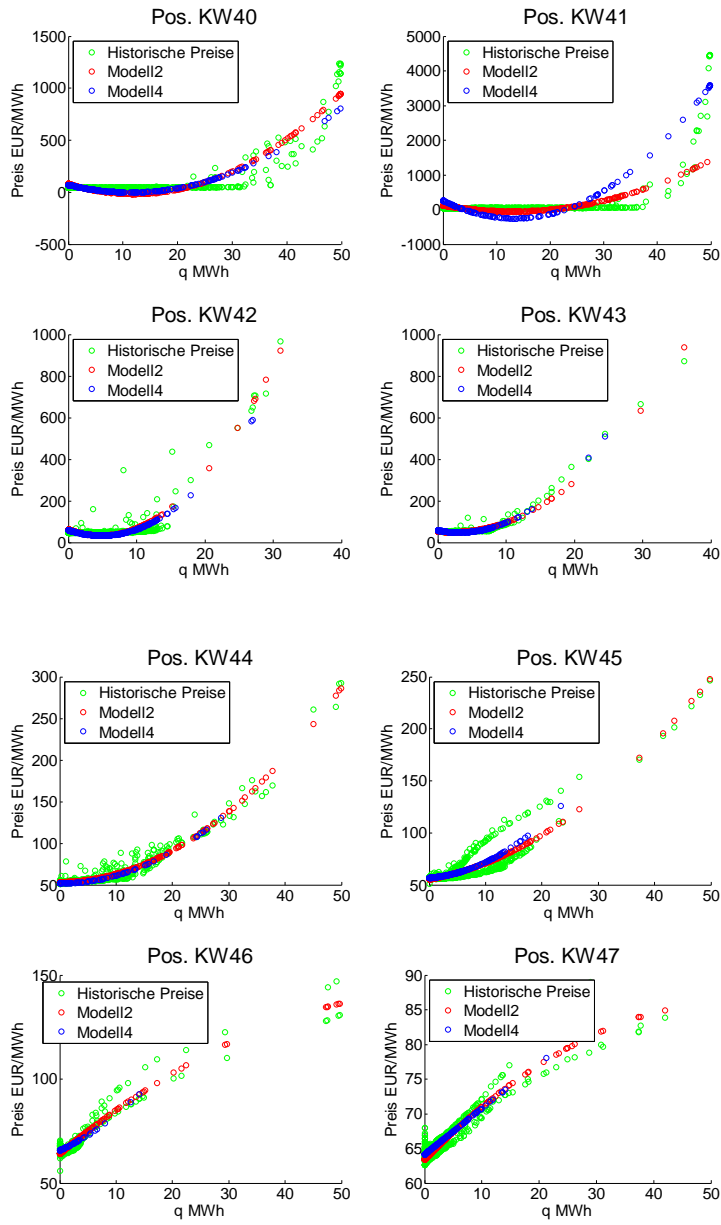 Pos. KW40
Preis EUR/MWh
1500
1000
500
0
-500
Historische Preise
Modell2
Modell4
0 10 20 30 40 50
q MWh
Pos. KW41
Preis EUR/MWh
5000
4000
3000
2000
1000
0
-1000
Historische Preise
Modell2
Modell4
0 10 20 30 40 50
q MWh
Pos. KW42
Preis EUR/MWh
1000
800
600
400
200
0
Historische Preise
Modell2
Modell4
0 10 20 30 40
q MWh
Pos. KW43
Preis EUR/MWh
1000
800
600
400
200
0
Historische Preise
Modell2
Modell4
0 10 20 30 40
q MWh
Pos. KW44
Preis EUR/MWh
300
250
200
150
100
50
Historische Preise
Modell2
Modell4
0 10 20 30 40 50
q MWh
Pos. KW45
Preis EUR/MWh
250
200
150
100
50
Historische Preise
Modell2
Modell4
0 10 20 30 40 50
q MWh
Pos. KW46
Preis EUR/MWh
150
100
50
Historische Preise
Modell2
Modell4
0 10 20 30 40 50
q MWh
Pos. KW47
Preis EUR/MWh
90
85
80
75
70
65
60
Historische Preise
Modell2
Modell4
0 10 20 30 40 50
q MWh